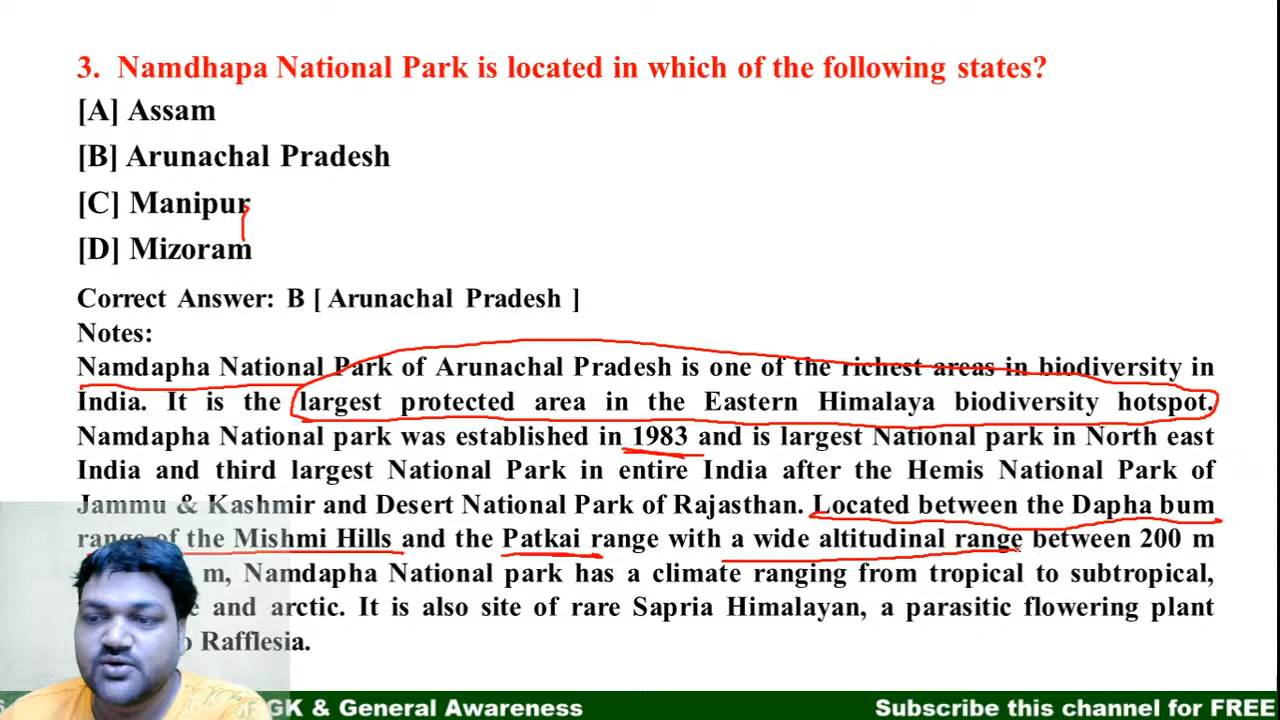 3. Namdhapa National Park is located in which of the following states?
[A] Assam
[B] Arunachal Pradesh
[C] Manipur
[D] Mizoram
Correct Answer: B [ Arunachal Pradesh ]
Notes:
Namdapha National Park of Arunachal Pradesh is one of the richest areas in biodiversity in
India. It is the largest protected area in the Eastern Himalaya biodiversity hotspot.
Namdapha National park was established in 1983 and is largest National park in North east
India and third largest National Park in entire India after the Hemis National Park of
Jammu & Kashmir and Desert National Park of Rajasthan. Located between the Dapha bum
range of the Mishmi Hills and the Patkai range with a wide altitudinal range between 200 m
m, Namdapha National park has a climate ranging from tropical to subtropical,
and arctic. It is also site of rare Sapria Himalayan, a parasitic flowering plant
Rafflesia.
GK & General Awareness
Subscribe this channel for FREE